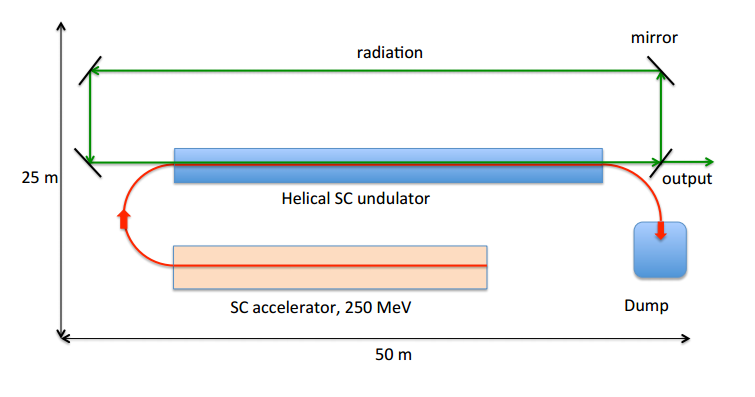 mirror
radiation
25 m
output
Helical SC undulator
SC accelerator, 250 MeV
Dump
50 m